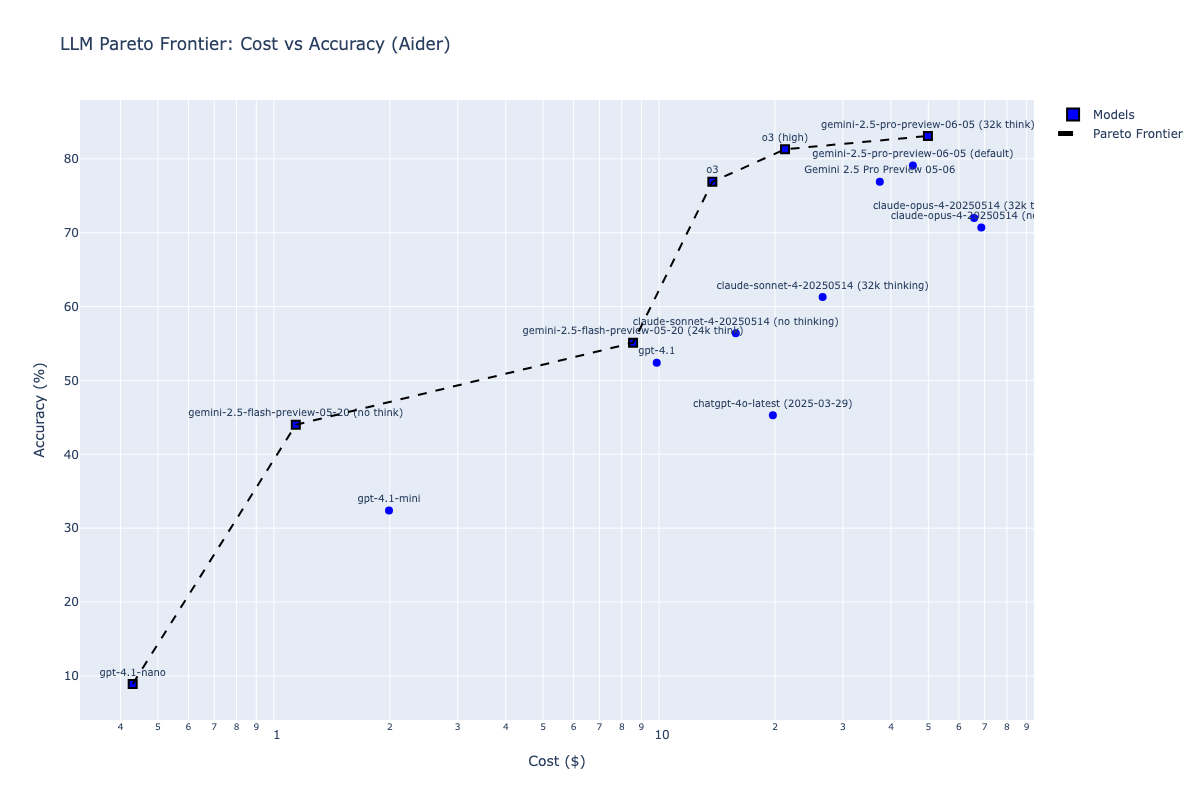 LLM Pareto Frontier: Cost vs Accuracy (Aider)
Models
Pareto Frontier
gemini-2.5-pro-preview-06-05 (32k think)
o3 (high)
gemini-2.5-pro-preview-06-05 (default)
o3
Gemini 2.5 Pro Preview 05-06
claude-opus-4-20250514 (32k t
claude-opus-4-20250514 (no
claude-sonnet-4-20250514 (32k thinking)
claude-sonnet-4-20250514 (no thinking)
gemini-2.5-flash-preview-05-20 (24k think)
gpt-4.1
chatgpt-4o-latest (2025-03-29)
gemini-2.5-flash-preview-05-20 (no think)
gpt-4.1-mini
gpt-4.1-nano
80
70
60
50
40
30
20
10
Accuracy (%)
4 5 6 7 8 9 2 3 4 5 6 7 8 9 2 3 4 5 6 7 8 9
1 10
Cost ($)